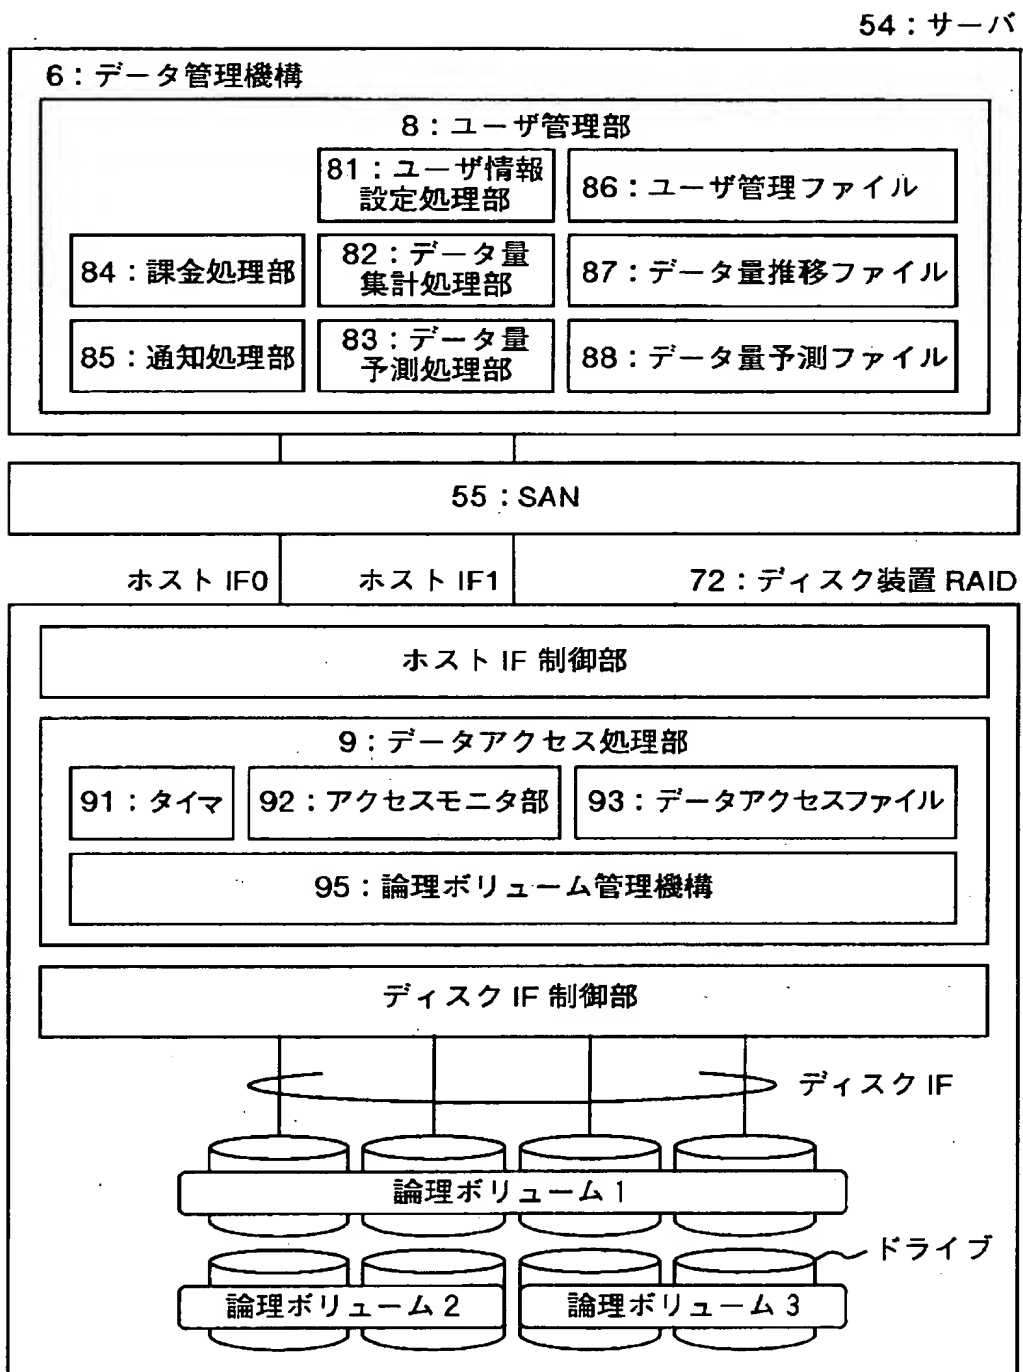 54：サーバ
6：データ管理機構
8：ユーザ管理部
81：ユーザ情報
設定処理部
86：ユーザ管理ファイル
84：課金処理部
82：データ量
集計処理部
87：データ量推移ファイル
85：通知処理部
83：データ量
予測処理部
88：データ量予測ファイル
55：SAN
ホスト IF0
ホスト IF1
72：ディスク装置 RAID
ホスト IF 制御部
9：データアクセス処理部
91：タイマ
92：アクセスモニタ部
93：データアクセスファイル
95：論理ボリューム管理機構
ディスク IF 制御部
ディスク IF
論理ボリューム 1
ドライブ
論理ボリューム 2
論理ボリューム 3